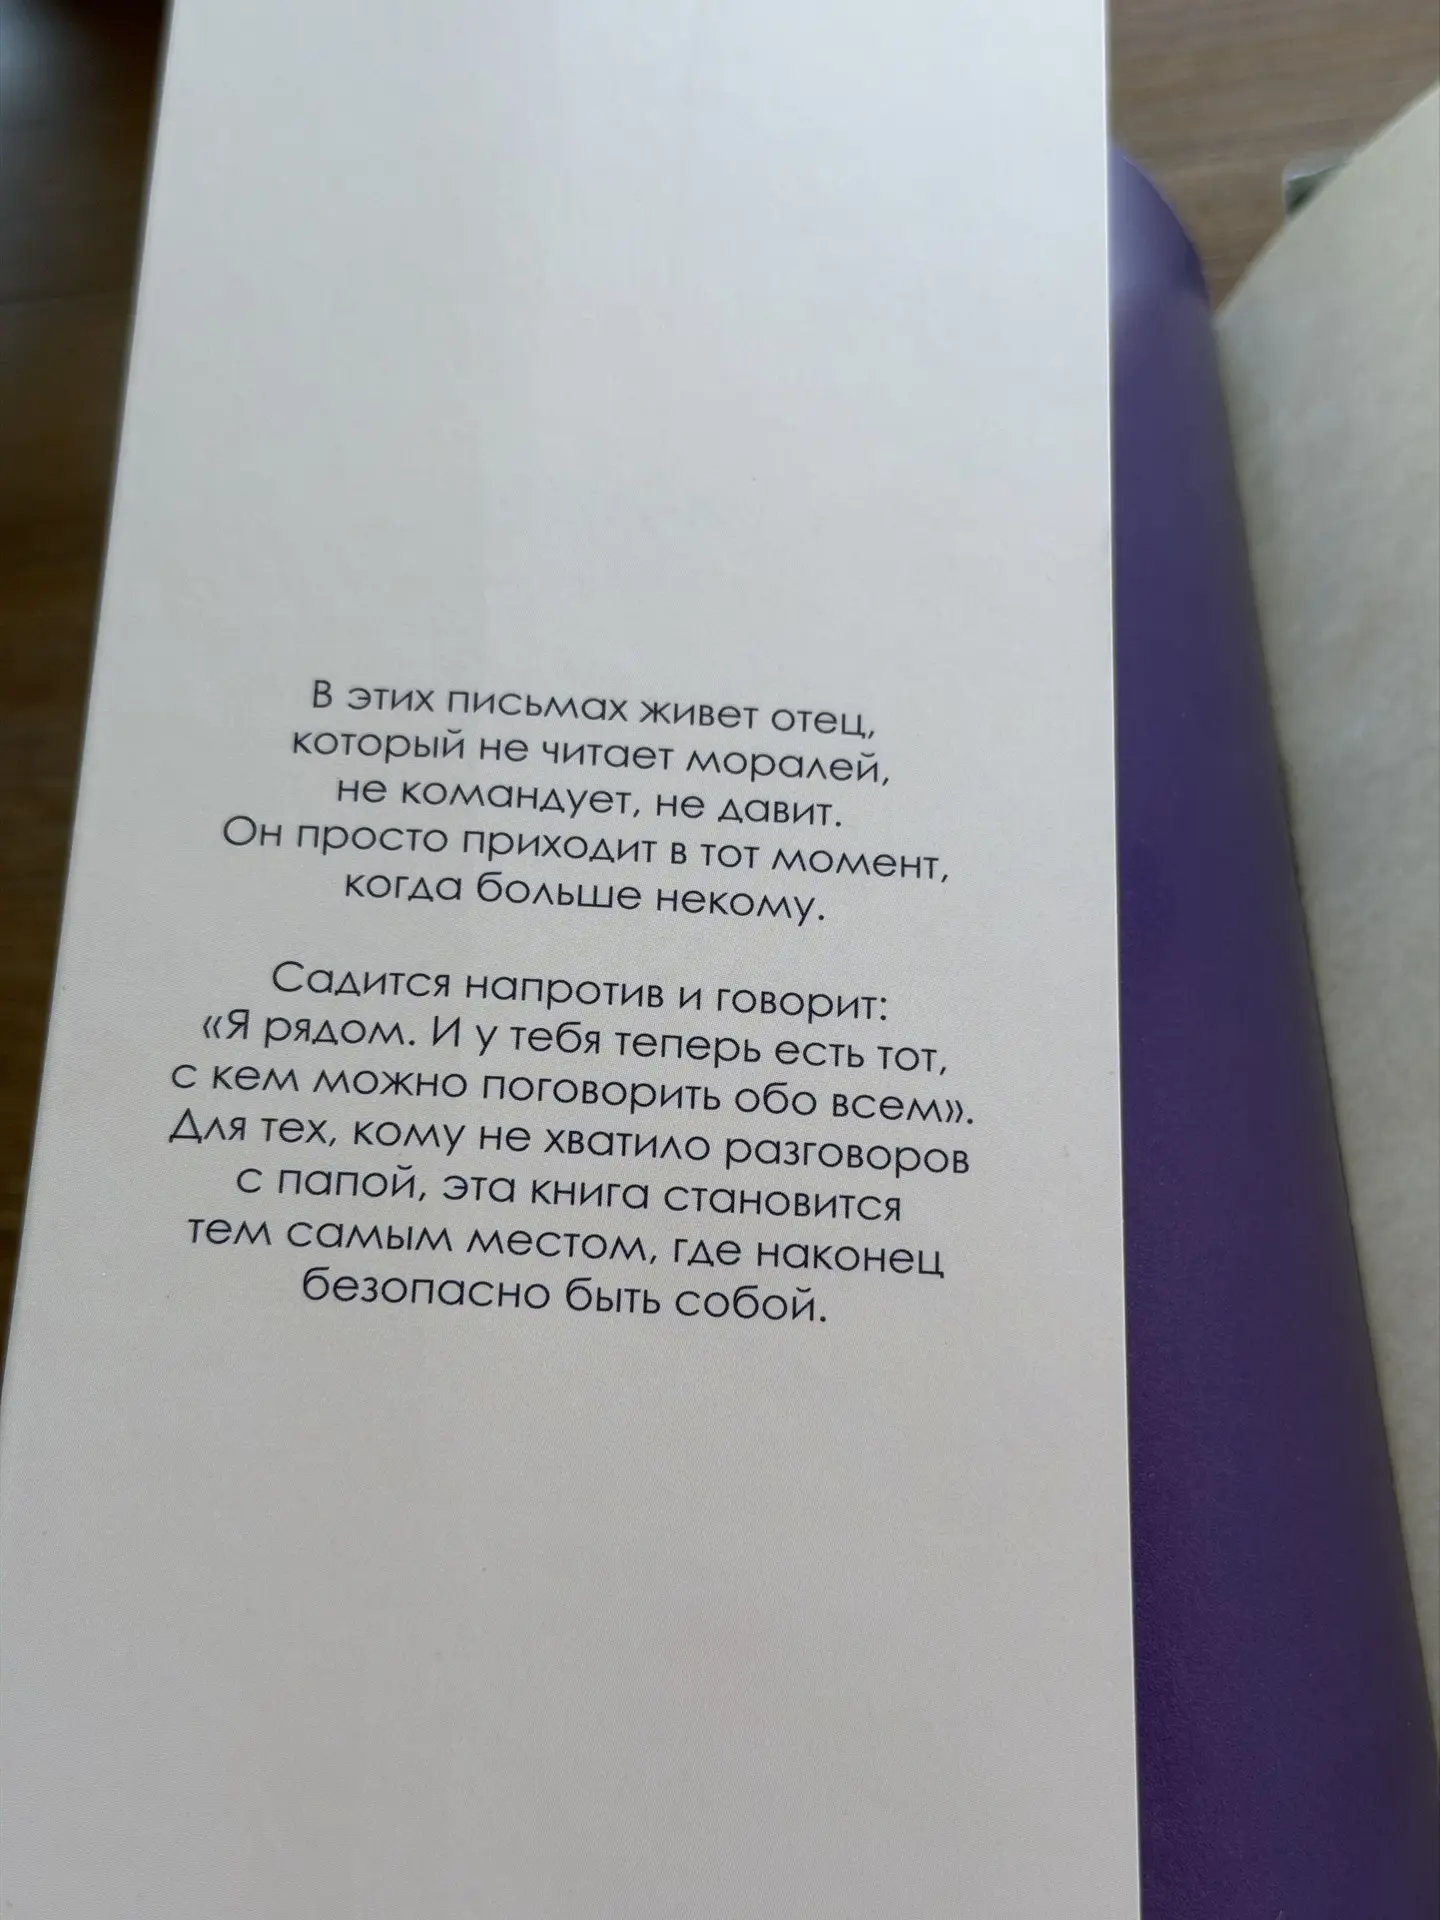 В этих письмах живет отец,
который не читает моралей,
не командует, не давит.
Он просто приходит в тот момент,
когда больше некому.
Садится напротив и говорит:
«Я рядом. И у тебя теперь есть тот,
с кем можно поговорить обо всем».
Для тех, кому не хватило разговоров
с папой, эта книга становится
тем самым местом, где наконец
безопасно быть собой.